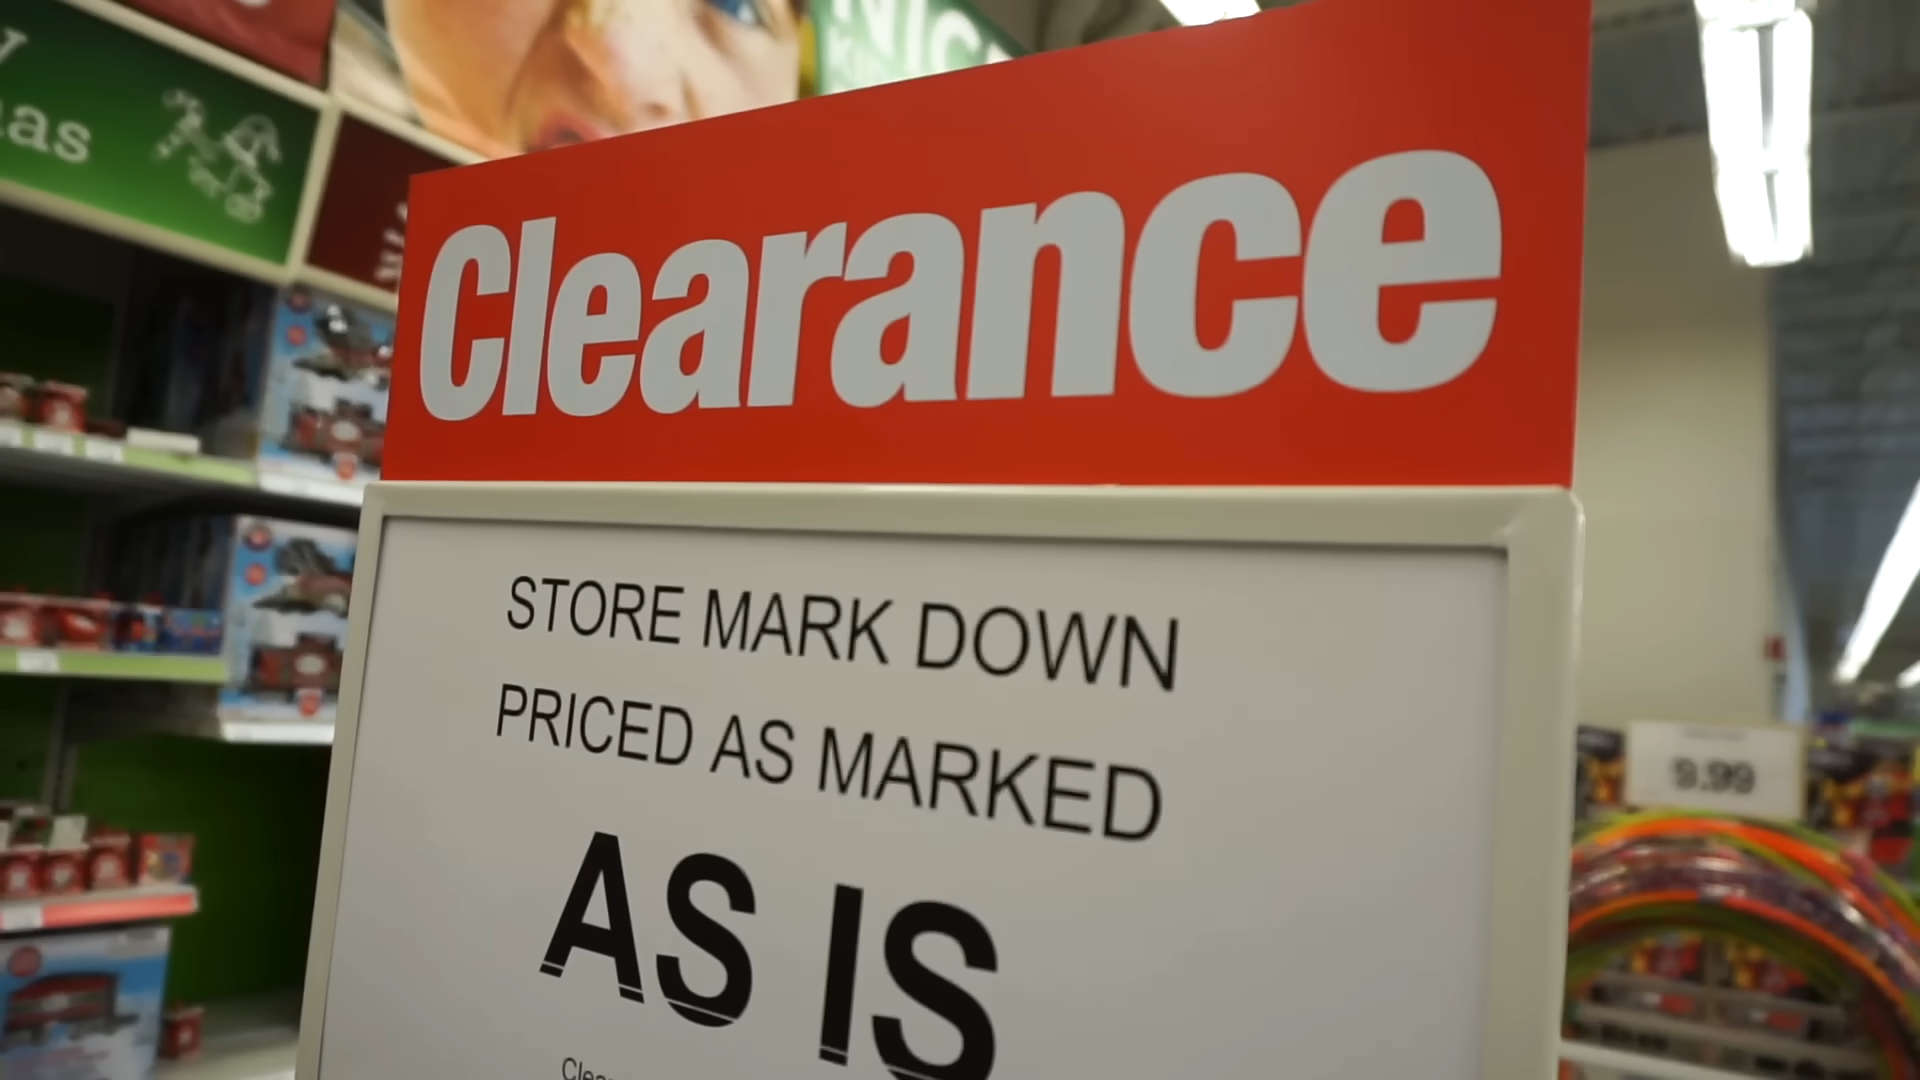 Clearance
STORE MARK DOWN
PRICED AS MARKED
AS IS
9.99